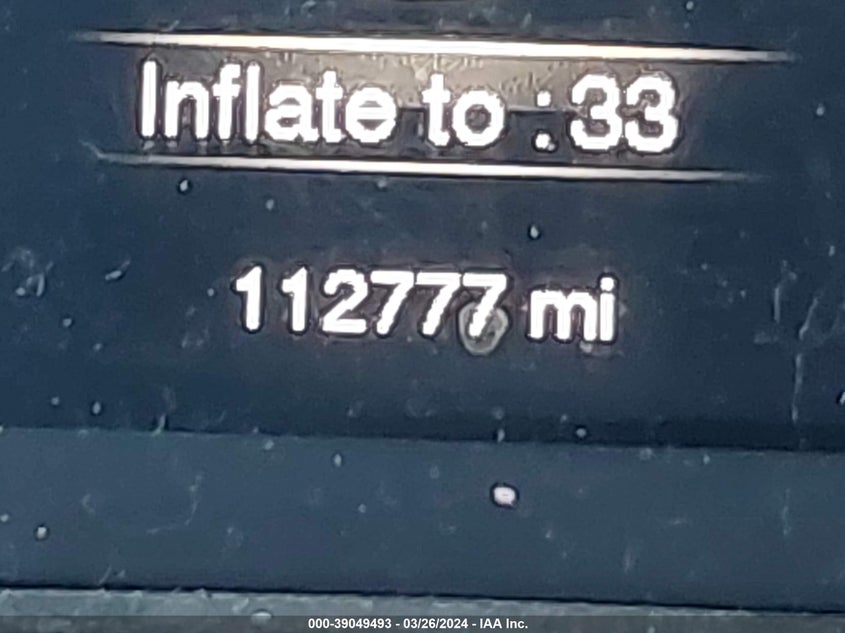 Inflate to :33
112777 mi
000-39049493 - 03/26/2024 - IAA Inc.